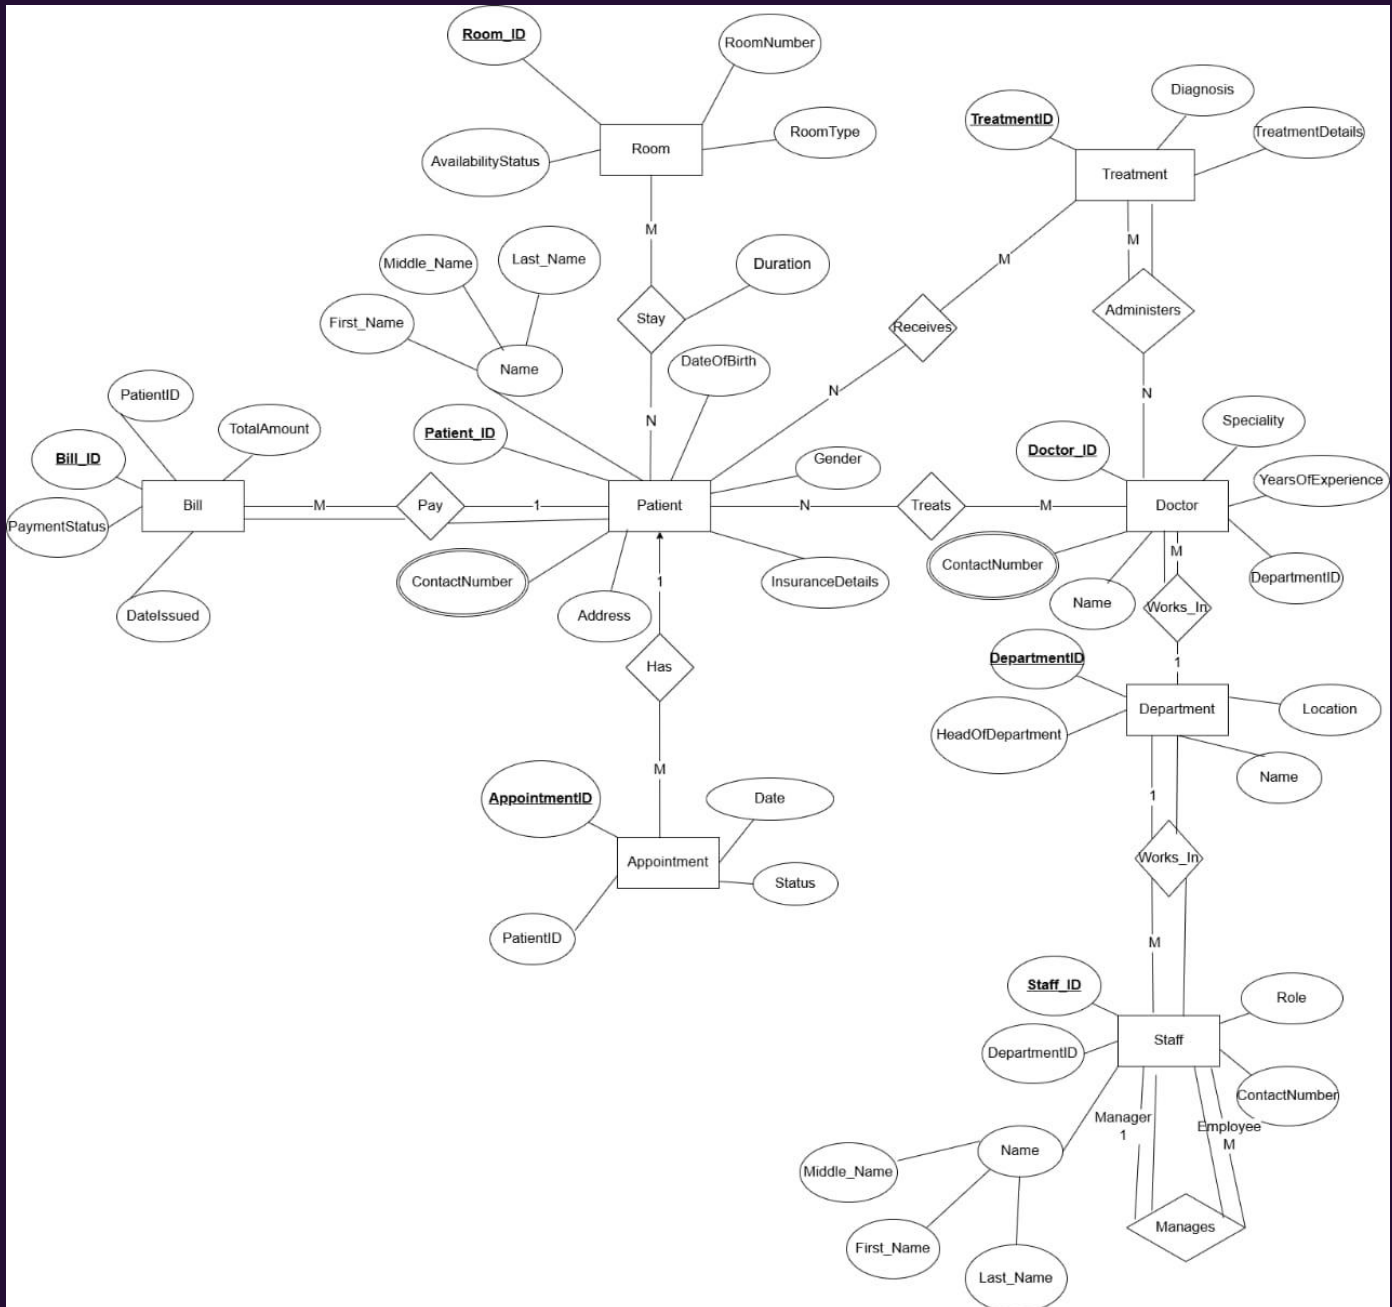 Room_ID
RoomNumber
RoomType
AvailabilityStatus
Room
M
Stay
Duration
N
TreatmentID
Diagnosis
TreatmentDetails
Treatment
M
Receives
N
M
Administers
N
Middle_Name
Last_Name
First_Name
Name
DateOfBirth
Patient_ID
Gender
Patient
ContactNumber
Address
InsuranceDetails
PatientID
TotalAmount
Bill_ID
Bill
PaymentStatus
DateIssued
M
Pay
1
N
Treats
M
Doctor_ID
Speciality
YearsOfExperience
Doctor
ContactNumber
Name
DepartmentID
M
Works_In
1
1
Has
M
DepartmentID
HeadOfDepartment
Department
Location
Name
AppointmentID
Date
Appointment
Status
PatientID
1
Works_In
M
Staff_ID
Role
DepartmentID
Staff
ContactNumber
Name
Middle_Name
First_Name
Last_Name
Manager
1
Employee
M
Manages